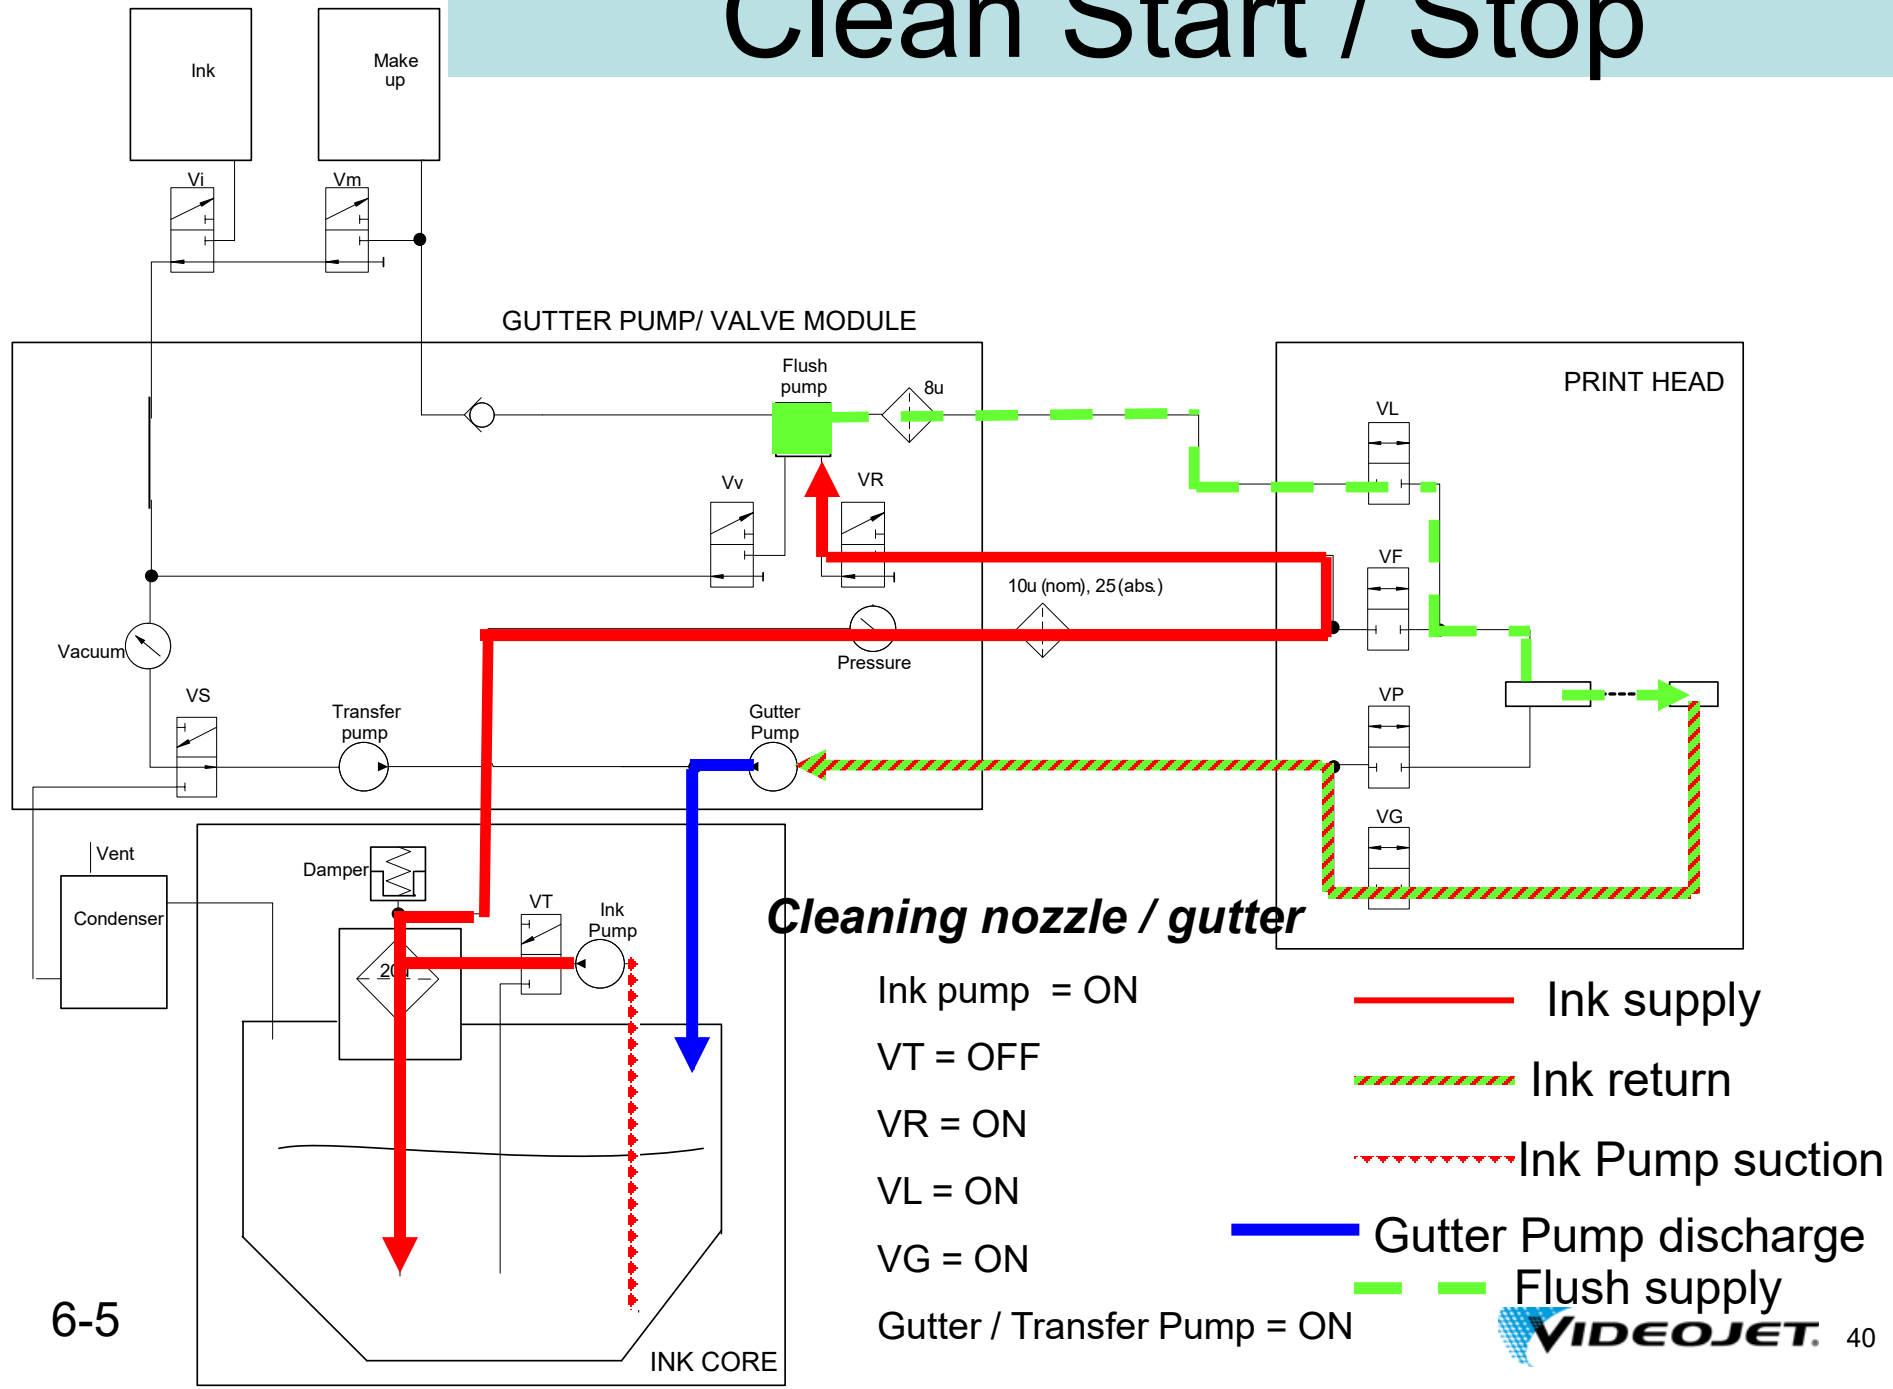 Clean Start / Stop
Ink
Make
up
Vi
Vm
GUTTER PUMP/ VALVE MODULE
Flush
pump
8u
PRINT HEAD
VL
Vv
VR
VF
10u (nom), 25 (abs.)
Vacuum
Pressure
VS
Transfer
pump
Gutter
Pump
VP
VG
Vent
Damper
Condenser
VT
Ink
Pump
20u
Cleaning nozzle / gutter
Ink pump = ON
VT = OFF
VR = ON
VL = ON
VG = ON
Gutter / Transfer Pump = ON
Ink supply
Ink return
Ink Pump suction
Gutter Pump discharge
Flush supply
6-5
INK CORE
VIDEOJET.
40